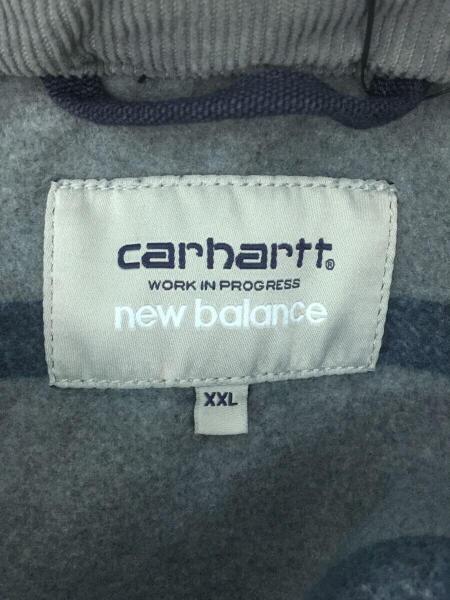 carhartt®
WORK IN PROGRESS
new balance
XXL